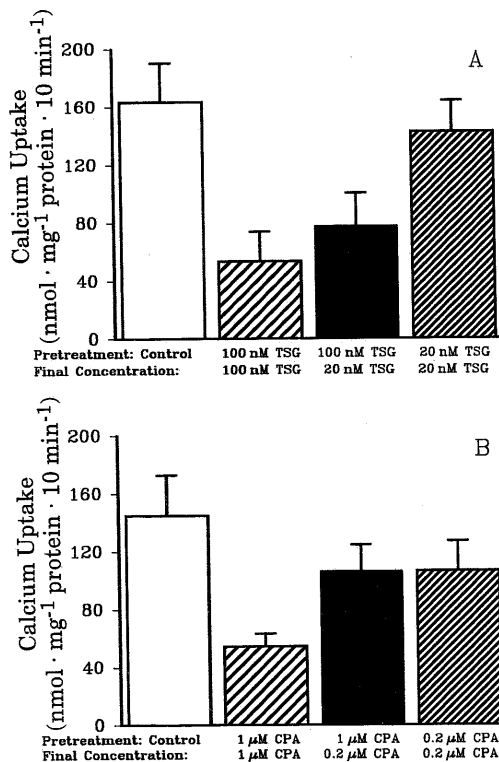 A
Calcium Uptake
(nmol · mg⁻¹ protein · 10 min⁻¹)
200
160
120
80
40
0
Pretreatment: Control 100 nM TSG 100 nM TSG 20 nM TSG
Final Concentration: 100 nM TSG 20 nM TSG 20 nM TSG
B
Calcium Uptake
(nmol · mg⁻¹ protein · 10 min⁻¹)
200
160
120
80
40
0
Pretreatment: Control 1 µM CPA 1 µM CPA 0.2 µM CPA
Final Concentration: 1 µM CPA 0.2 µM CPA 0.2 µM CPA